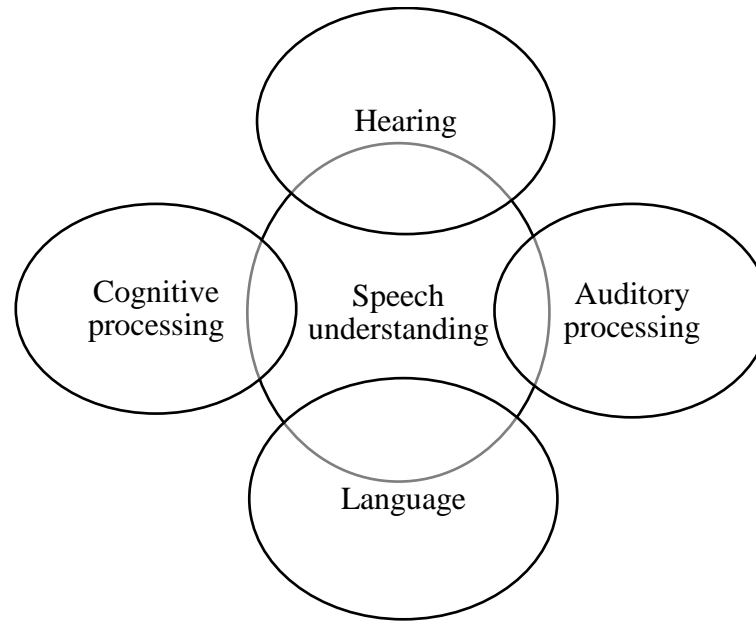 Hearing
Cognitive
processing
Speech
understanding
Auditory
processing
Language